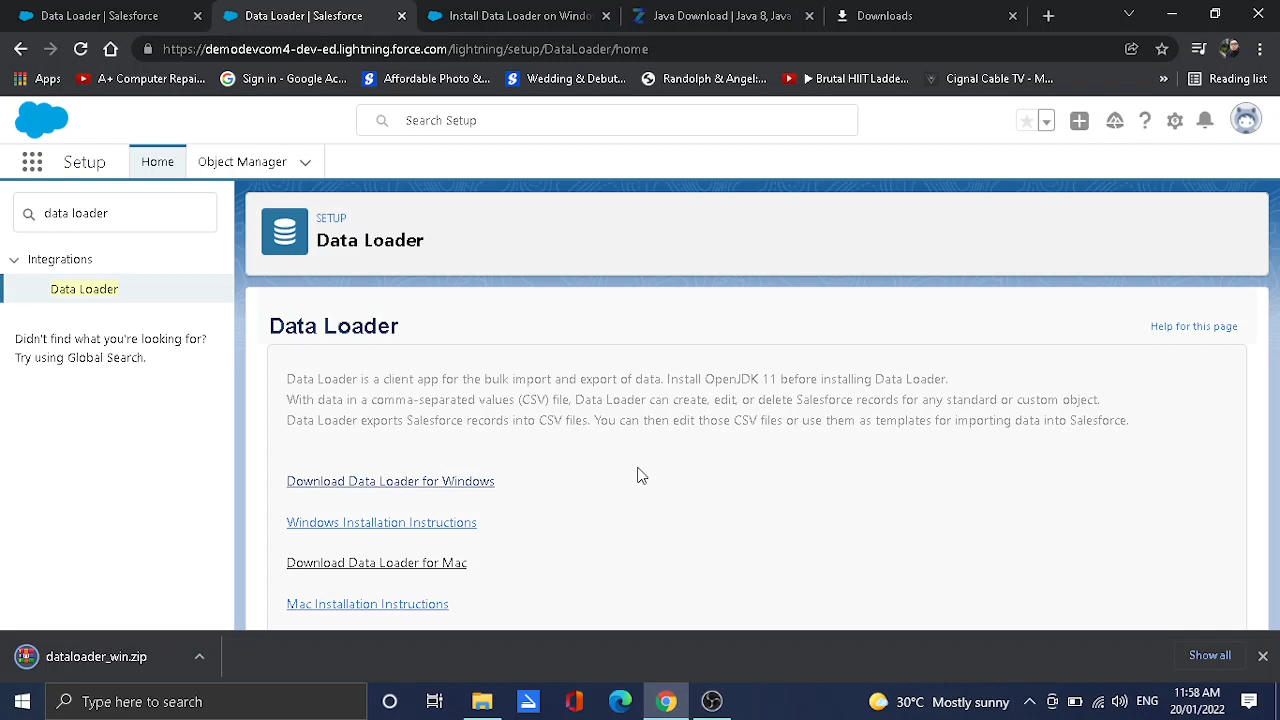 Data Loader | Salesforce
Data Loader | Salesforce
Install Data Loader on Windo
Java Download | Java 8, Java
Downloads
https://demodevcom4-dev-ed.lightning.force.com/lightning/setup/DataLoader/home
Apps
A+ Computer Repai...
Sign in - Google Ac...
Affordable Photo &...
Wedding & Debut...
Randolph & Angel...
Brutal HIIT Ladde...
Cignal Cable TV - M...
»
Reading list
Search Setup
Setup
Home
Object Manager
data loader
SETUP
Data Loader
Integrations
Data Loader
Didn't find what you're looking for?
Try using Global Search.
Data Loader
Help for this page
Data Loader is a client app for the bulk import and export of data. Install OpenJDK 11 before installing Data Loader.
With data in a comma-separated values (CSV) file, Data Loader can create, edit, or delete Salesforce records for any standard or custom object.
Data Loader exports Salesforce records into CSV files. You can then edit those CSV files or use them as templates for importing data into Salesforce.
Download Data Loader for Windows
Windows Installation Instructions
Download Data Loader for Mac
Mac Installation Instructions
dataloader_win.zip
Show all
Type here to search
30°C Mostly sunny
ENG
11:58 AM
20/01/2022